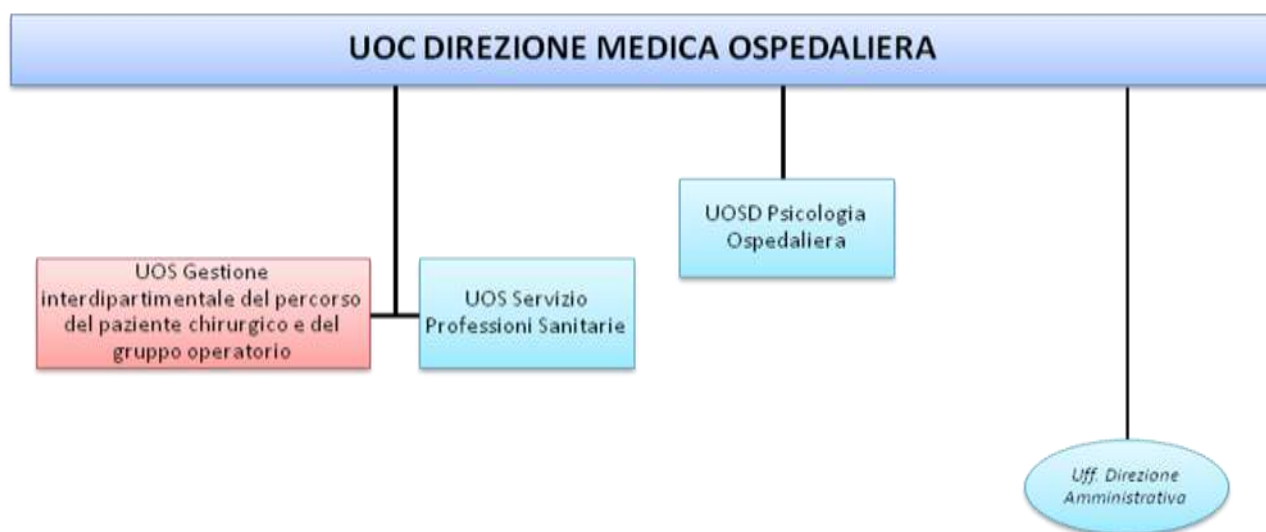 UOC DIREZIONE MEDICA OSPEDALIERA
UOSD Psicologia
Ospedaliera
UOS Gestione
interdipartimentale del percorso
del paziente chirurgico e del
gruppo operatorio
UOS Servizio
Professioni Sanitarie
Uff. Direzione
Amministrativa